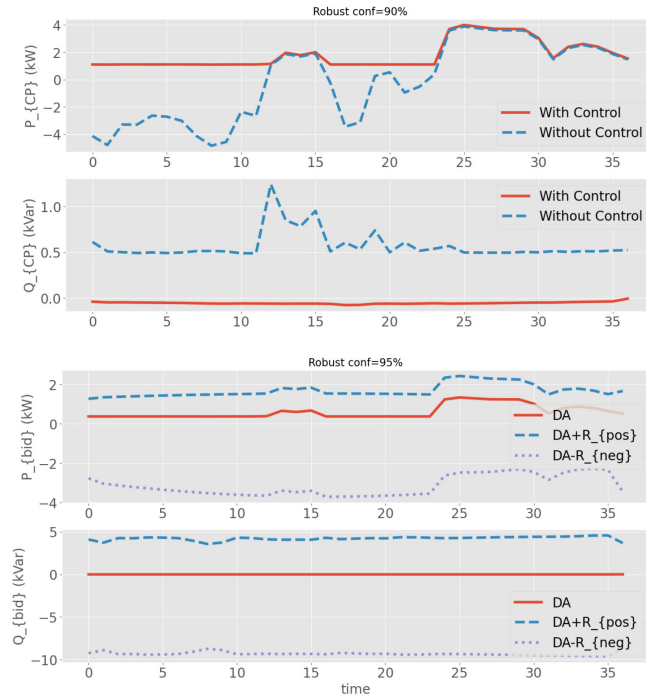 Robust conf=90%
P_{CP} (kW)
4
2
0
−2
−4
With Control
Without Control
0 5 10 15 20 25 30 35
Q_{CP} (kVar)
1.0
0.5
0.0
With Control
Without Control
0 5 10 15 20 25 30 35
Robust conf=95%
P_{bid} (kW)
2
0
−2
−4
DA
DA+R_{pos}
DA-R_{neg}
0 5 10 15 20 25 30 35
Q_{bid} (kVar)
5
0
−5
−10
DA
DA+R_{pos}
DA-R_{neg}
0 5 10 15 20 25 30 35
time